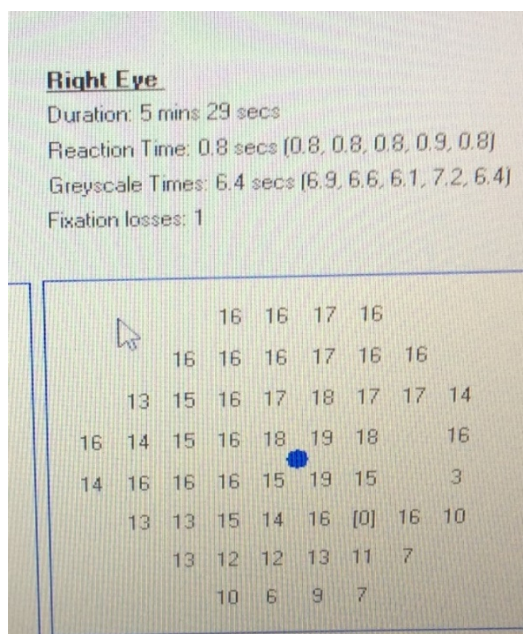 Right Eye
Duration: 5 mins 29 secs
Reaction Time: 0.8 secs (0.8, 0.8, 0.8, 0.9, 0.8)
Greyscale Times: 6.4 secs (6.9, 6.6, 6.1, 7.2, 6.4)
Fixation losses: 1
16 16 17 16
16 16 16 17 16 16
13 15 16 17 18 17 17 14
16 14 15 16 18 19 18 16
14 16 16 16 15 19 15 3
13 13 15 14 16 [0] 16 10
13 12 12 13 11 7
10 6 9 7